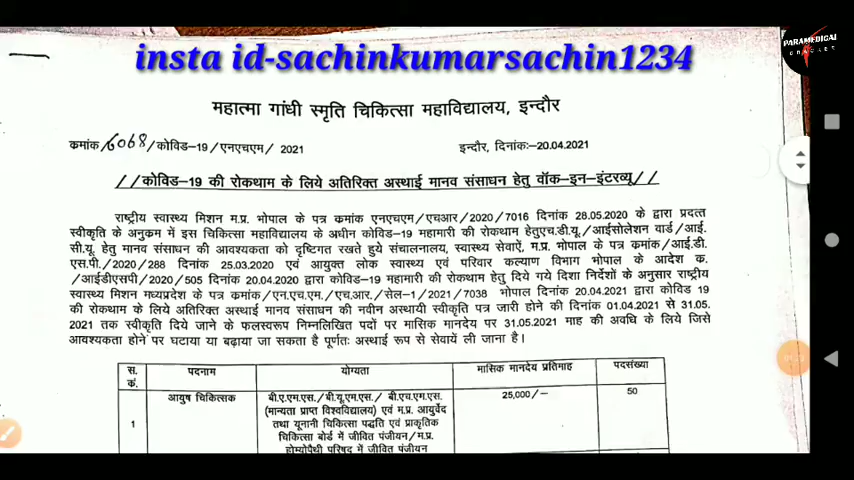 insta id-sachinkumarsachin1234
PARAMEDICAL
CRACKER
महात्मा गांधी स्मृति चिकित्सा महाविद्यालय, इन्दौर
क्रमांक/6068/कोविड-19/एनएचएम/ 2021 इन्दौर, दिनांकः-20.04.2021
//कोविड-19 की रोकथाम के लिये अतिरिक्त अस्थाई मानव संसाधन हेतु वॉक-इन-इंटरव्यू//
राष्ट्रीय स्वास्थ्य मिशन म.प्र. भोपाल के पत्र कमांक एनएचएम/एचआर/2020/7016 दिनांक 28.05.2020 के द्वारा प्रदत्त
स्वीकृति के अनुक्रम में इस चिकित्सा महाविद्यालय के अधीन कोविड-19 महामारी की रोकथाम हेतुएच.डी.यू./आईसोलेशन वार्ड/आई.
सी.यू. हेतु मानव संसाधन की आवश्यकता को दृष्टिगत रखते हुये संचालनालय, स्वास्थ्य सेवाऐं, म.प्र. भोपाल के पत्र कमांक/आई.डी.
एस.पी./2020/288 दिनांक 25.03.2020 एवं आयुक्त लोक स्वास्थ्य एवं परिवार कल्याण विभाग भोपाल के आदेश क.
/आईडीएसपी/2020/505 दिनांक 20.04.2020 द्वारा कोविड-19 महामारी की रोकथाम हेतु दिये गये दिशा निर्देशों के अनुसार राष्ट्रीय
स्वास्थ्य मिशन मध्यप्रदेश के पत्र कमांक/एन.एच.एम./एच.आर./सेल-1/2021/7038 भोपाल दिनांक 20.04.2021 द्वारा कोविड 19
की रोकथाम के लिये अतिरिक्त अस्थाई मानव संसाधन की नवीन अस्थायी स्वीकृति पत्र जारी होने की दिनांक 01.04.2021 से 31.05.
2021 तक स्वीकृति दिये जाने के फलस्वरूप निम्नलिखित पदों पर मासिक मानदेय पर 31.05.2021 माह की अवधि के लिये जिसे
आवश्यकता होने पर घटाया या बढ़ाया जा सकता है पूर्णतः अस्थाई रूप से सेवायें ली जाना है।
स.कं. पदनाम योग्यता मासिक मानदेय प्रतिमाह पदसंख्या
1 आयुष चिकित्सक बी.ए.एम.एस./बी.यू.एम.एस./ बी.एच.एम.एस. 25,000/- 50
(मान्यता प्राप्त विश्वविद्यालय) एवं म.प्र. आयुर्वेद
तथा यूनानी चिकित्सा पद्वति एवं प्राकृतिक
चिकित्सा बोर्ड में जीवित पंजीयन/म.प्र.
होम्योपैथी परिषद में जीवित पंजीयन